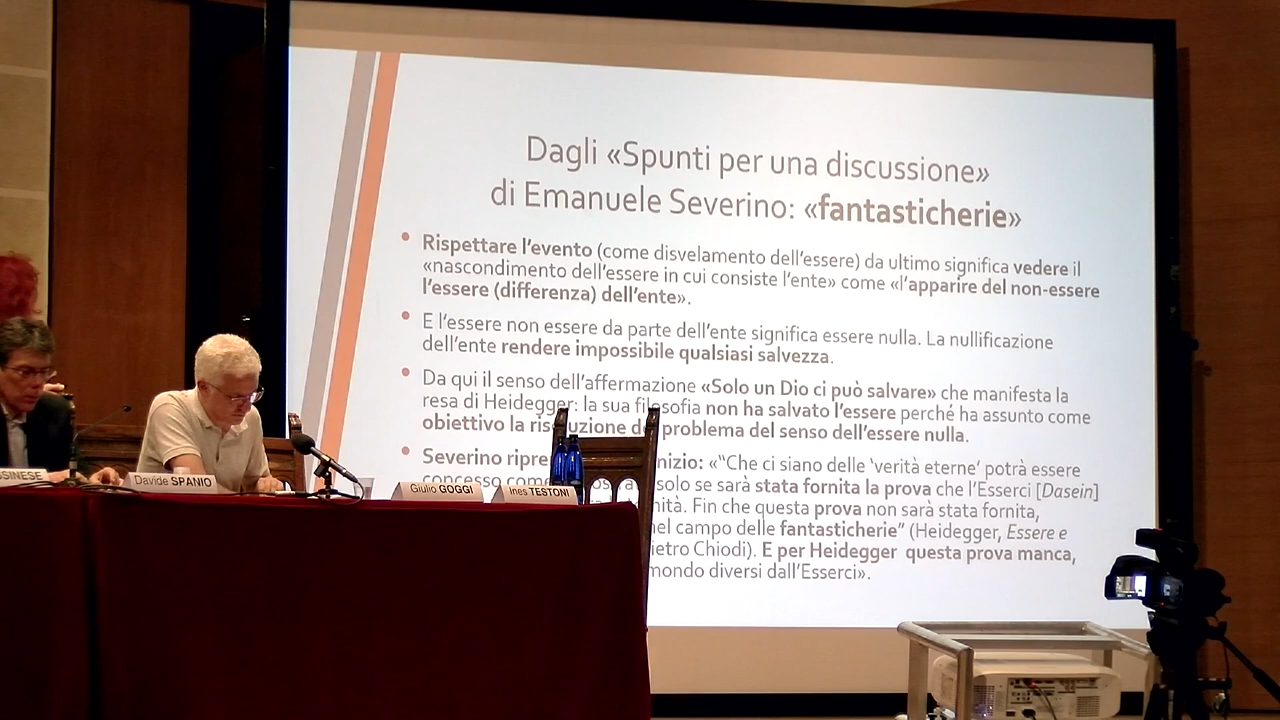 Dagli «Spunti per una discussione»
di Emanuele Severino: «fantasticherie»
Rispettare l'evento (come disvelamento dell'essere) da ultimo significa vedere il
«nascondimento dell'essere in cui consiste l'ente» come «l'apparire del non-essere
l'essere (differenza) dell'ente».
E l'essere non essere da parte dell'ente significa essere nulla. La nullificazione
dell'ente rendere impossibile qualsiasi salvezza.
Da qui il senso dell'affermazione «Solo un Dio ci può salvare» che manifesta la
resa di Heidegger: la sua filosofia non ha salvato l'essere perché ha assunto come
obiettivo la problema del senso dell'essere nulla.
Severino «"Che ci siano delle 'verità eterne' potrà essere
concesso come solo se sarà stata fornita la prova che l'Esserci [Dasein]
Fin che questa prova non sarà stata fornita,
nel campo delle fantasticherie" (Heidegger, Essere e
Chiodi). E per Heidegger questa prova manca,
mondo diversi dall'Esserci».
SINESE
Davide SPANIO
Giulio GOGGI
Ines TESTONI